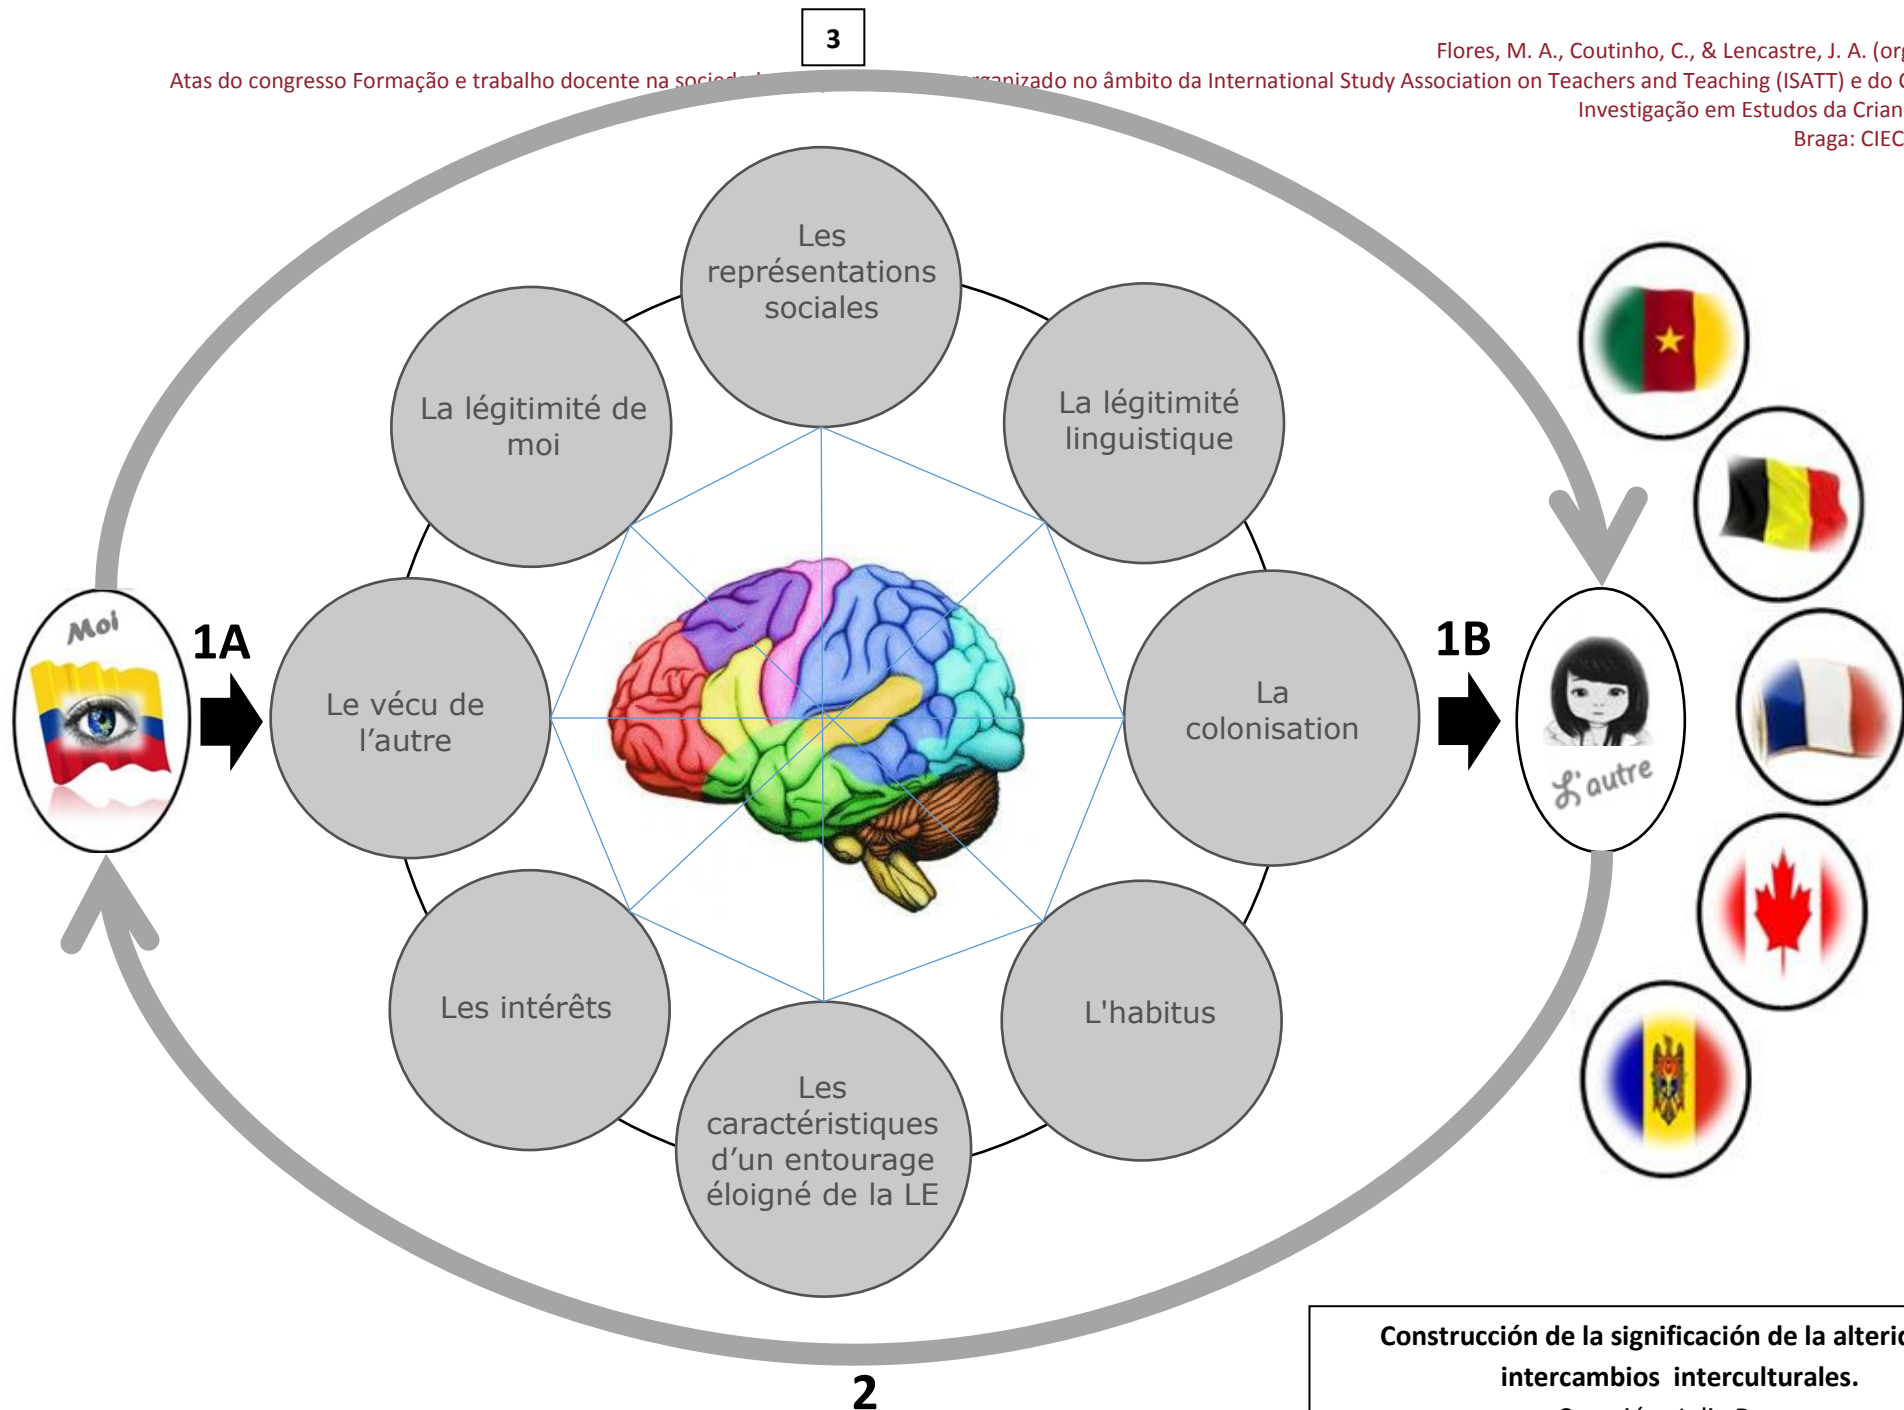 3
Flores, M. A., Coutinho, C., & Lencastre, J. A. (org
Atas do congresso Formação e trabalho docente na organizado no âmbito da International Study Association on Teachers and Teaching (ISATT) e do
Investigação em Estudos da Crian
Braga: CIEC
Les
représentations
sociales
La légitimité de
moi
La légitimité
linguistique
Moi
1A
Le vécu de
l’autre
La
colonisation
1B
L'autre
Les intérêts
L'habitus
Les
caractéristiques
d’un entourage
éloigné de la LE
2
Construcción de la significación de la alteri
intercambios interculturales.